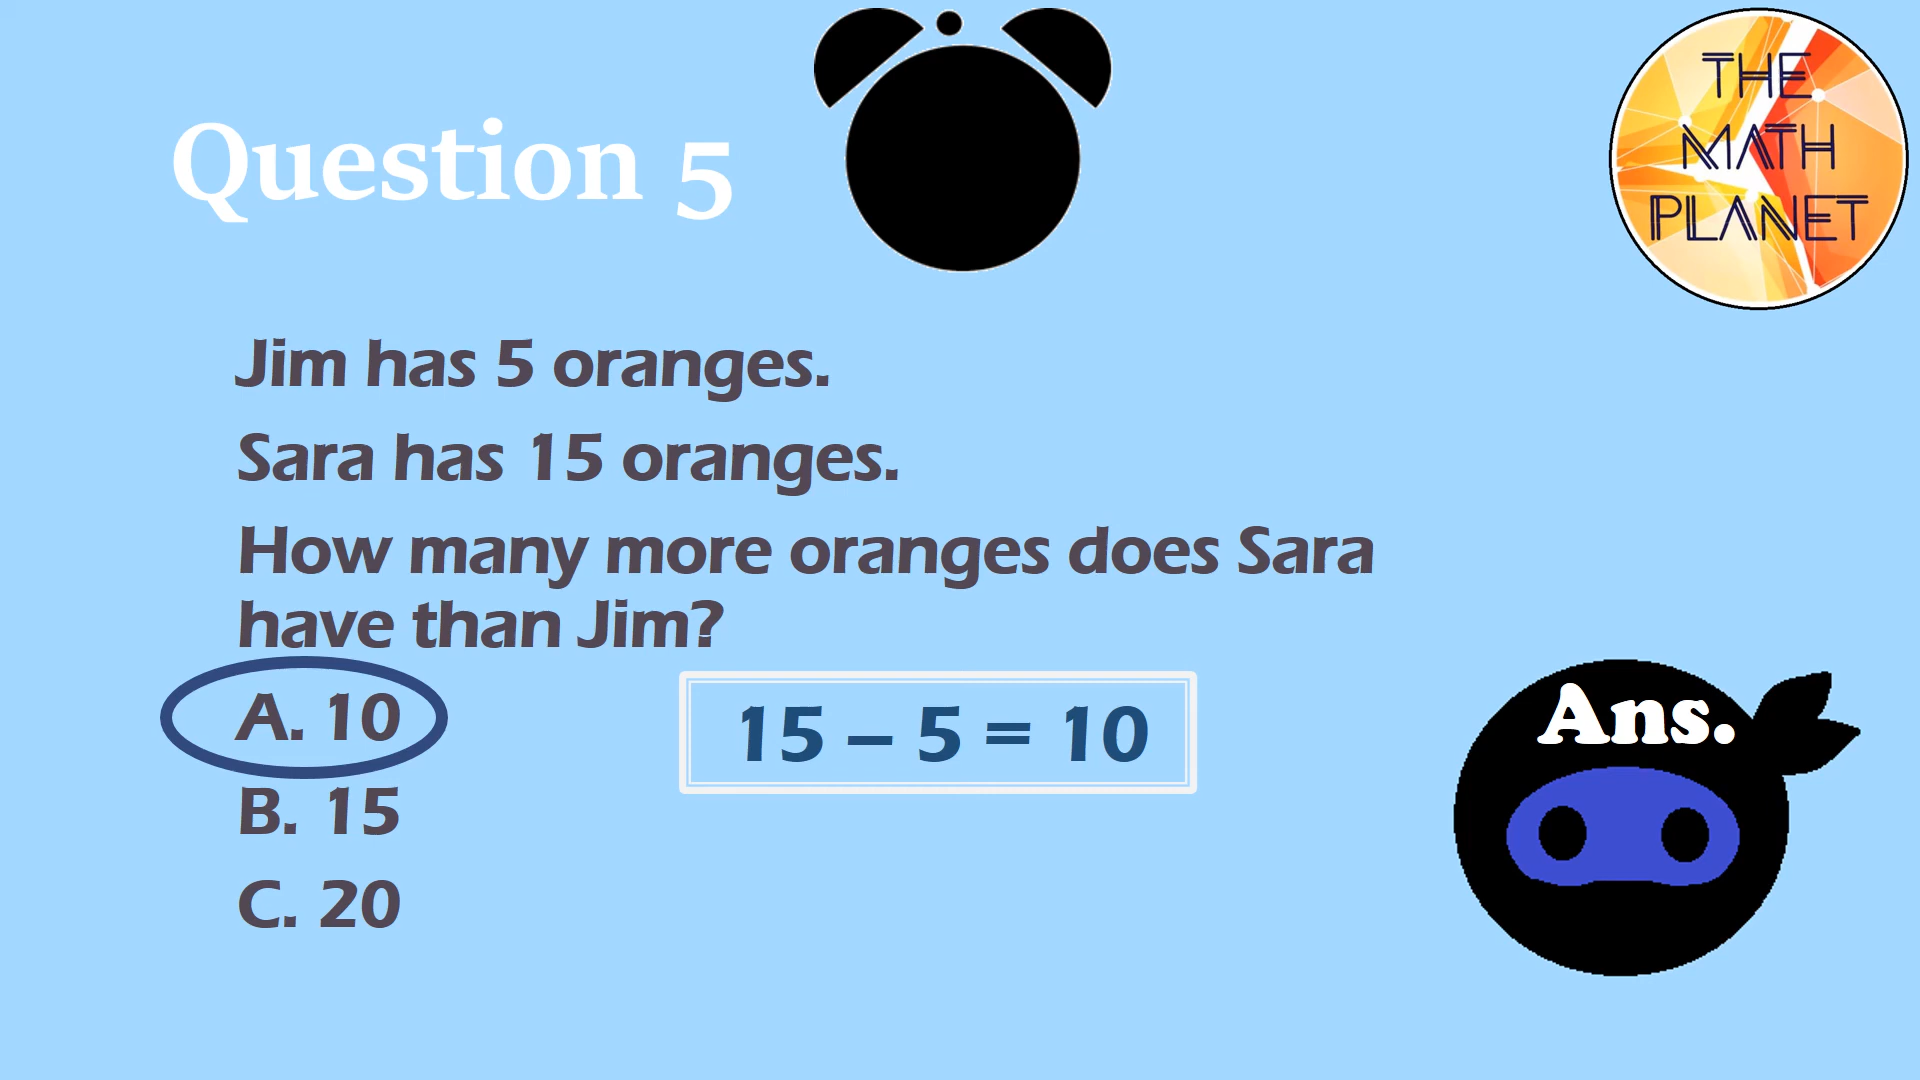 Question 5
THE
MATH
PLANET
Jim has 5 oranges.
Sara has 15 oranges.
How many more oranges does Sara
have than Jim?
A. 10
15 – 5 = 10
Ans.
B. 15
C. 20